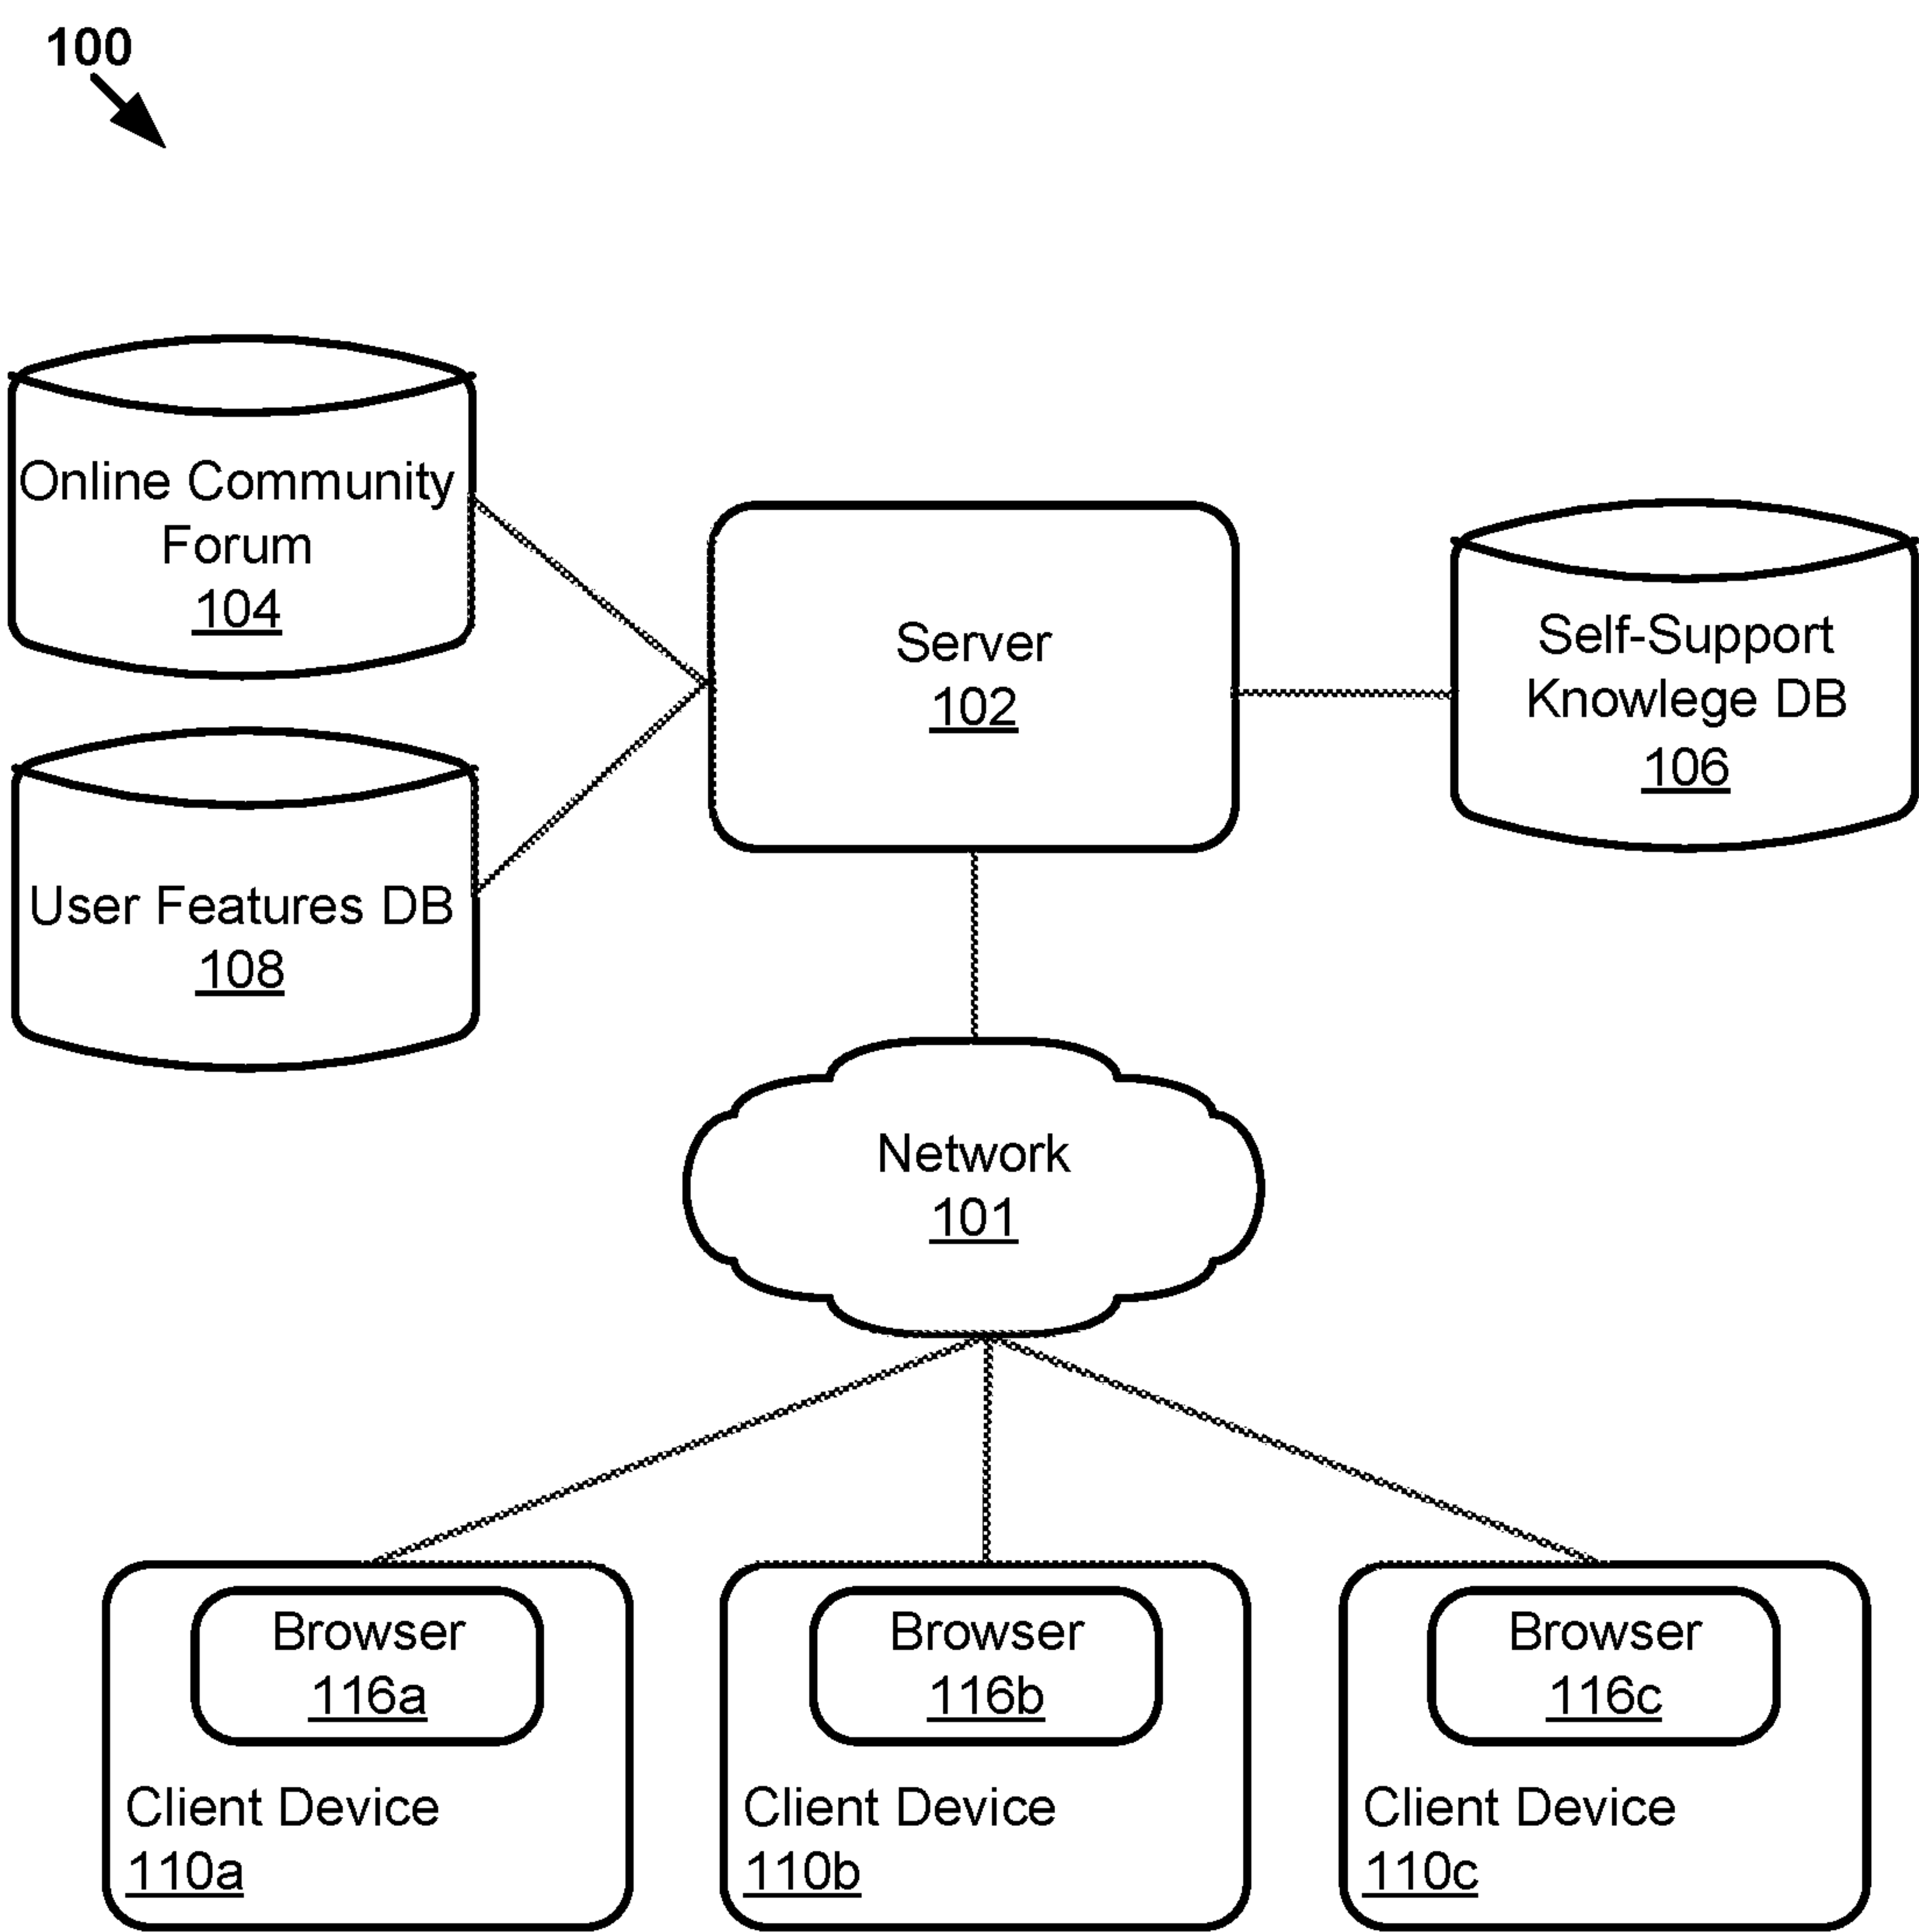 100
Online Community
Forum
104
Server
102
Self-Support
Knowlege DB
106
User Features DB
108
Network
101
Browser
116a
Client Device
110a
Browser
116b
Client Device
110b
Browser
116c
Client Device
110c